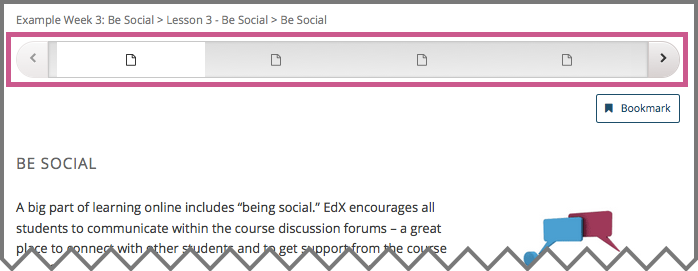 Example Week 3: Be Social > Lesson 3 - Be Social > Be Social
Bookmark
BE SOCIAL
A big part of learning online includes “being social.” EdX encourages all
students to communicate within the course discussion forums – a great
place to connect with other students and to get support from the course